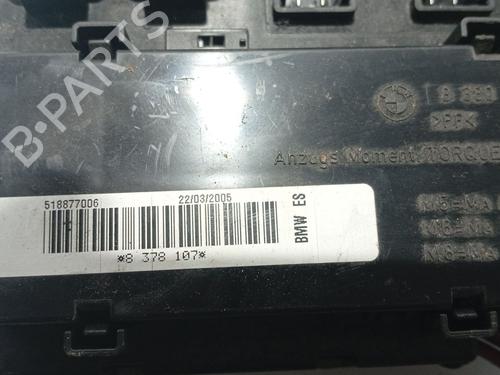 B-PARTS
>PP<
Anzugs Moment/TORQUE
518877006
22/03/2005
*8 378 107*
BMW ES